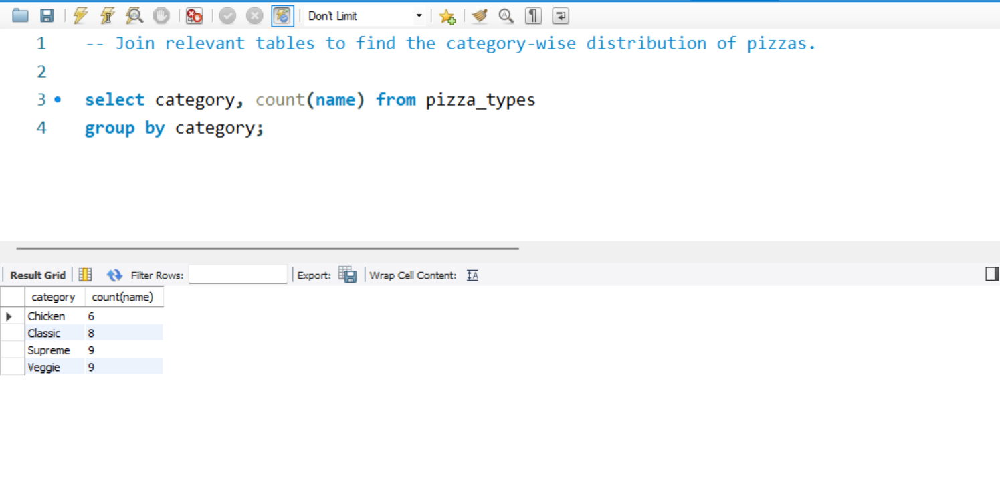 Don't Limit
1 -- Join relevant tables to find the category-wise distribution of pizzas.
2
3 select category, count(name) from pizza_types
4 group by category;
Result Grid Filter Rows: Export: Wrap Cell Content:
category count(name)
Chicken 6
Classic 8
Supreme 9
Veggie 9